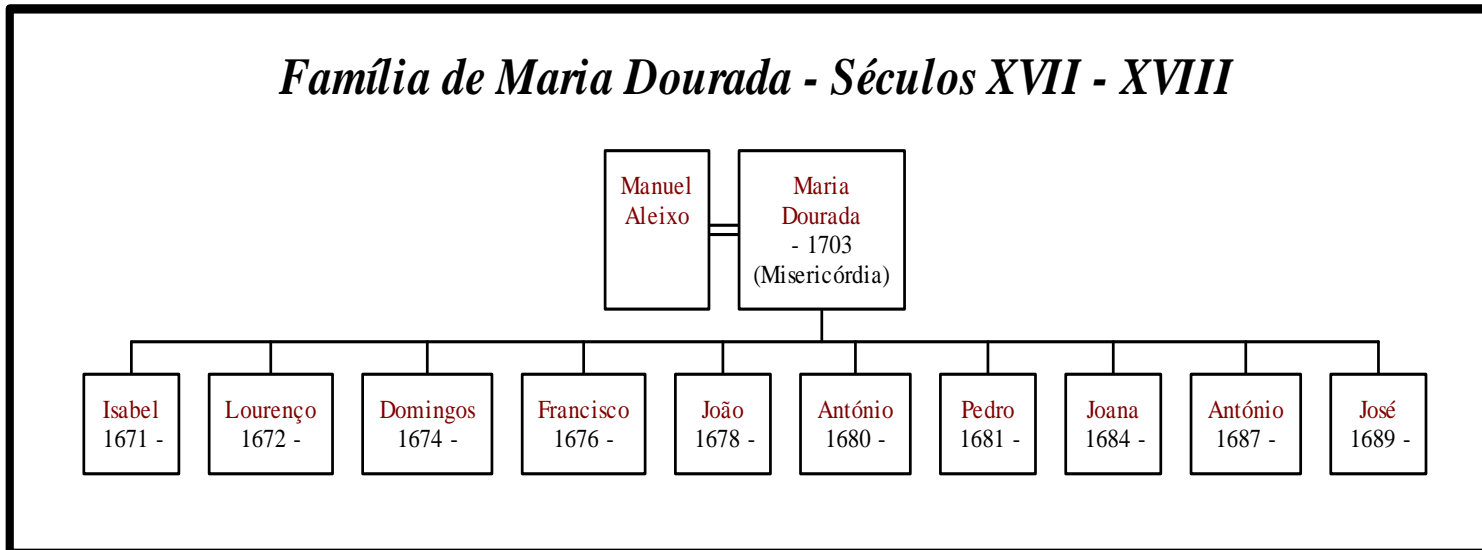 Família de Maria Dourada - Séculos XVII - XVIII
Manuel
Aleixo
Maria
Dourada
- 1703
(Misericórdia)
Isabel
1671 -
Lourenço
1672 -
Domingos
1674 -
Francisco
1676 -
João
1678 -
António
1680 -
Pedro
1681 -
Joana
1684 -
António
1687 -
José
1689 -